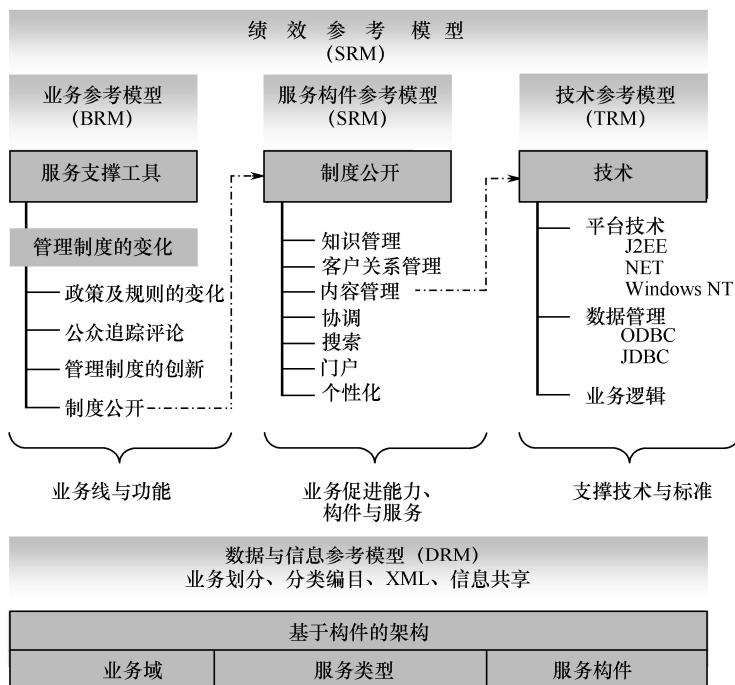 绩 效 参 考 模 型
(SRM)
业务参考模型
(BRM)
服务支撑工具
管理制度的变化
政策及规则的变化
公众追踪评论
管理制度的创新
制度公开
业务线与功能
服务构件参考模型
(SRM)
制度公开
知识管理
客户关系管理
内容管理
协调
搜索
门户
个性化
业务促进能力、
构件与服务
技术参考模型
(TRM)
技术
平台技术
J2EE
NET
Windows NT
数据管理
ODBC
JDBC
业务逻辑
支撑技术与标准
数据与信息参考模型 (DRM)
业务划分、分类编目、XML、信息共享
基于构件的架构
业务域 服务类型 服务构件